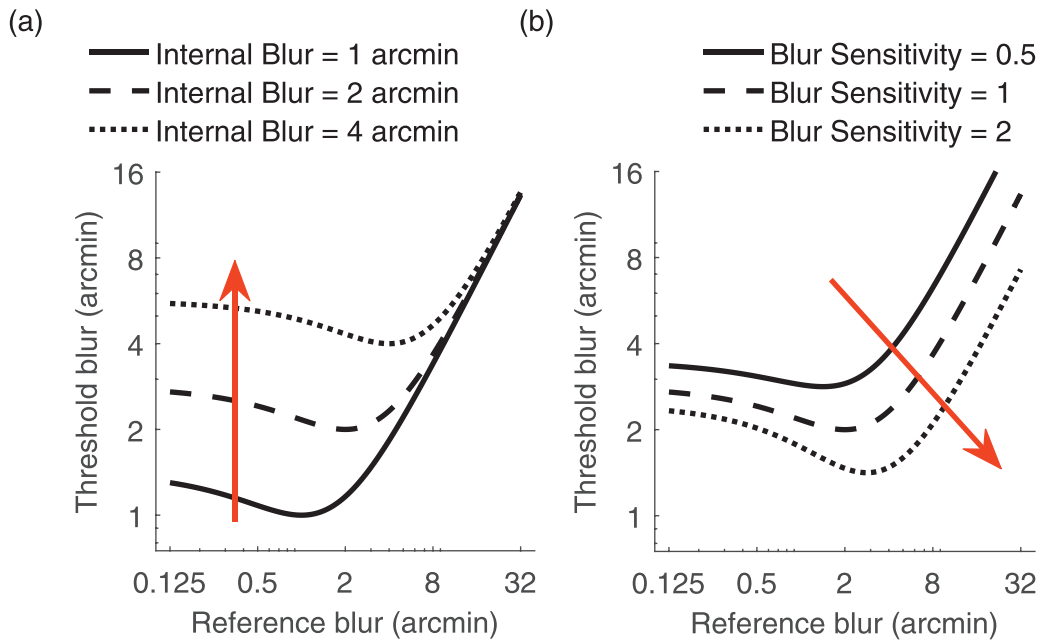 (a)
Internal Blur = 1 arcmin
Internal Blur = 2 arcmin
Internal Blur = 4 arcmin
16
8
4
2
1
Threshold blur (arcmin)
0.125
0.5
2
8
32
Reference blur (arcmin)
(b)
Blur Sensitivity = 0.5
Blur Sensitivity = 1
Blur Sensitivity = 2
16
8
4
2
1
Threshold blur (arcmin)
0.125
0.5
2
8
32
Reference blur (arcmin)